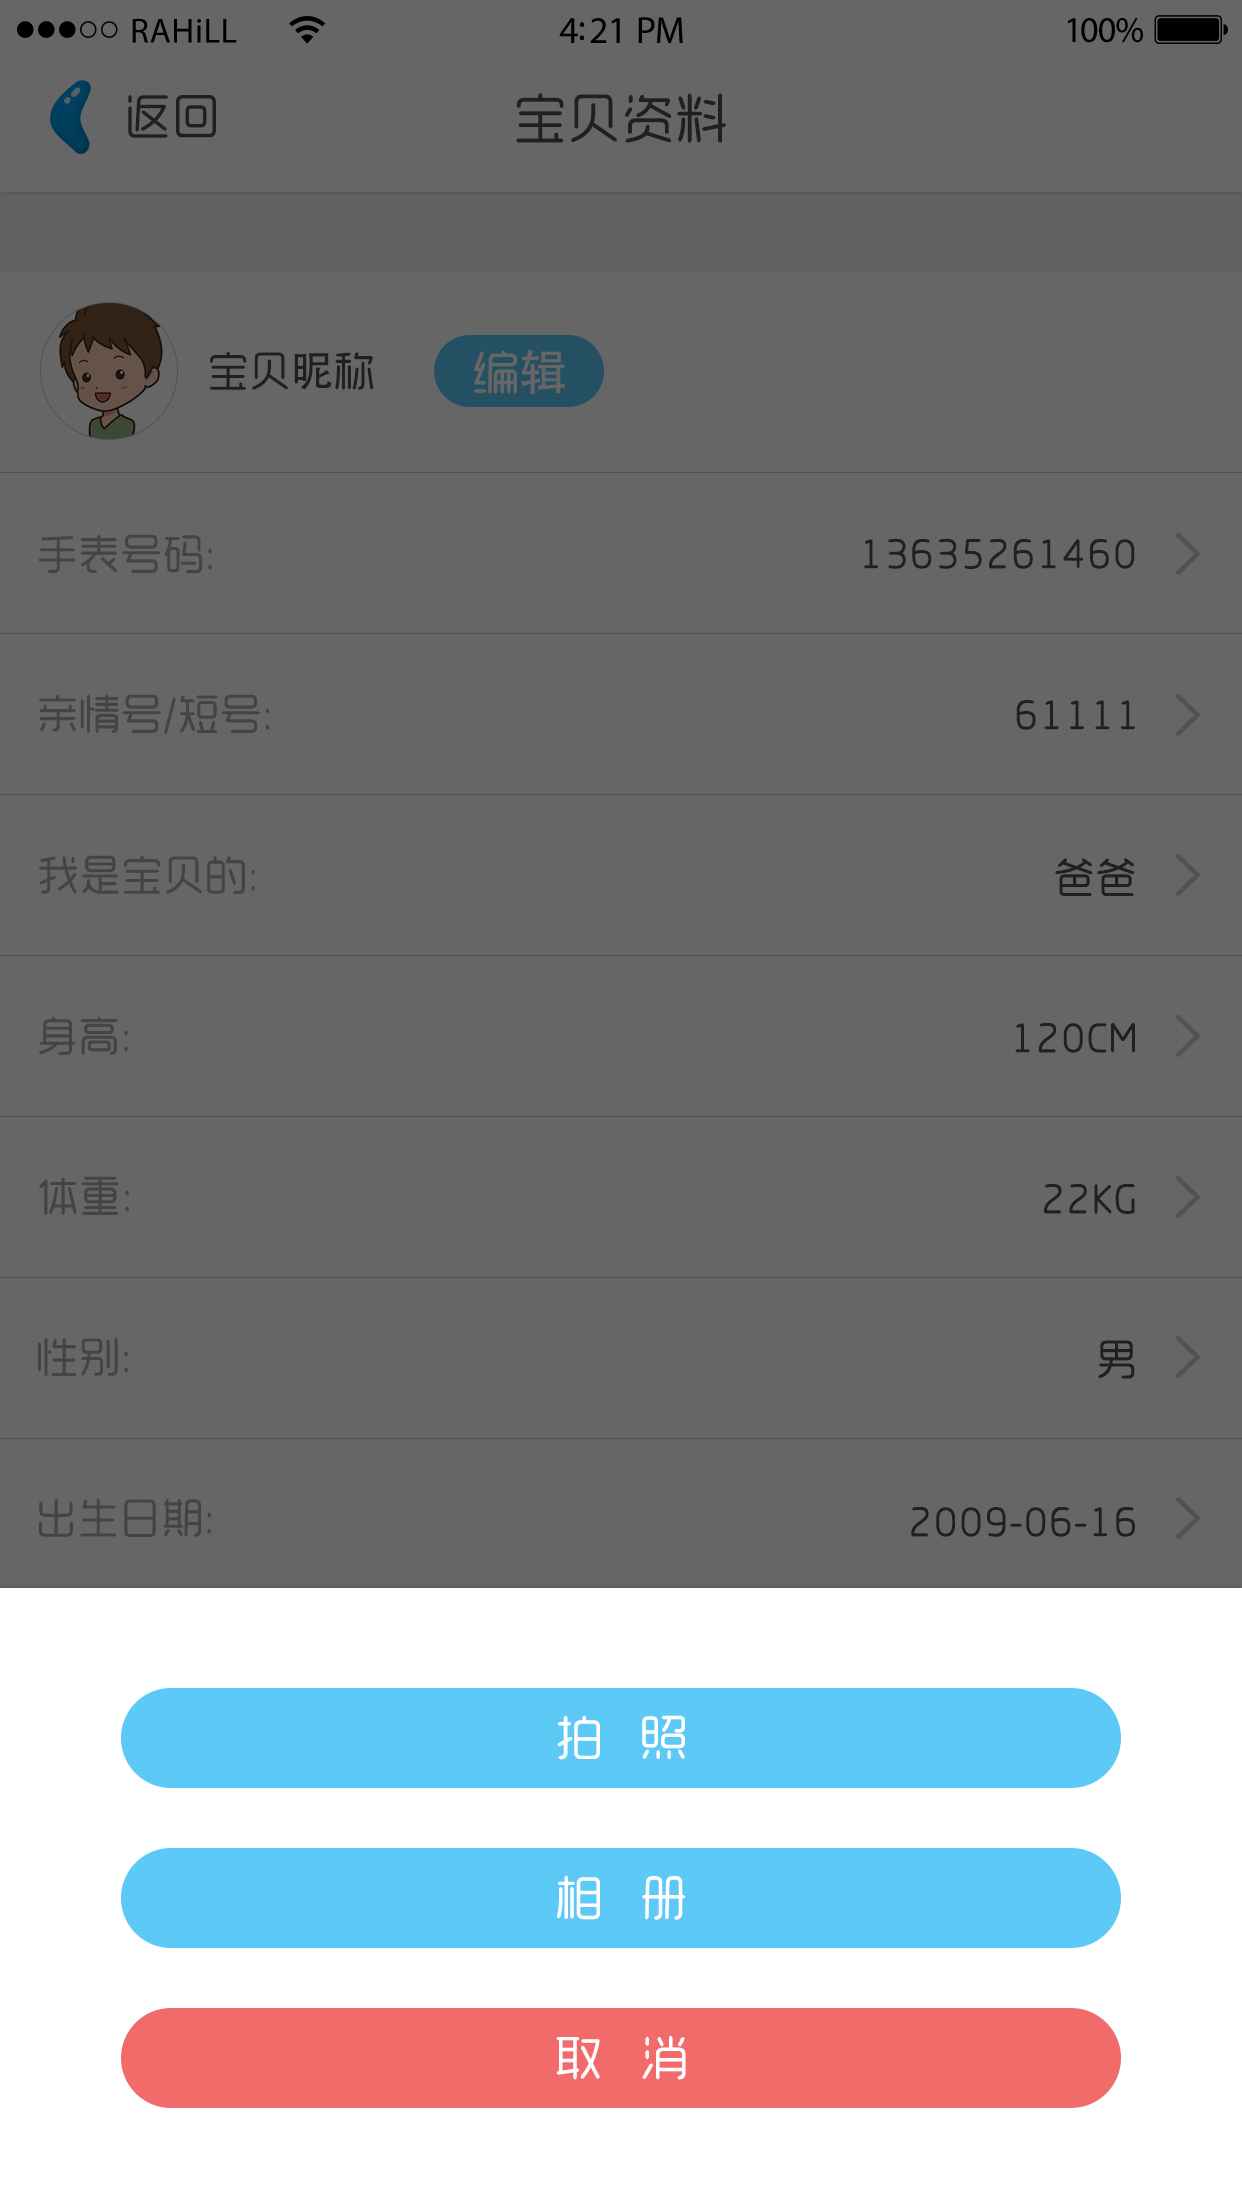 RAHiLL 4:21 PM 100%
返回 宝贝资料
宝贝昵称 编辑
手表号码: 13635261460
亲情号/短号: 61111
我是宝贝的: 爸爸
身高: 120CM
体重: 22KG
性别: 男
出生日期: 2009-06-16
拍 照
相 册
取 消